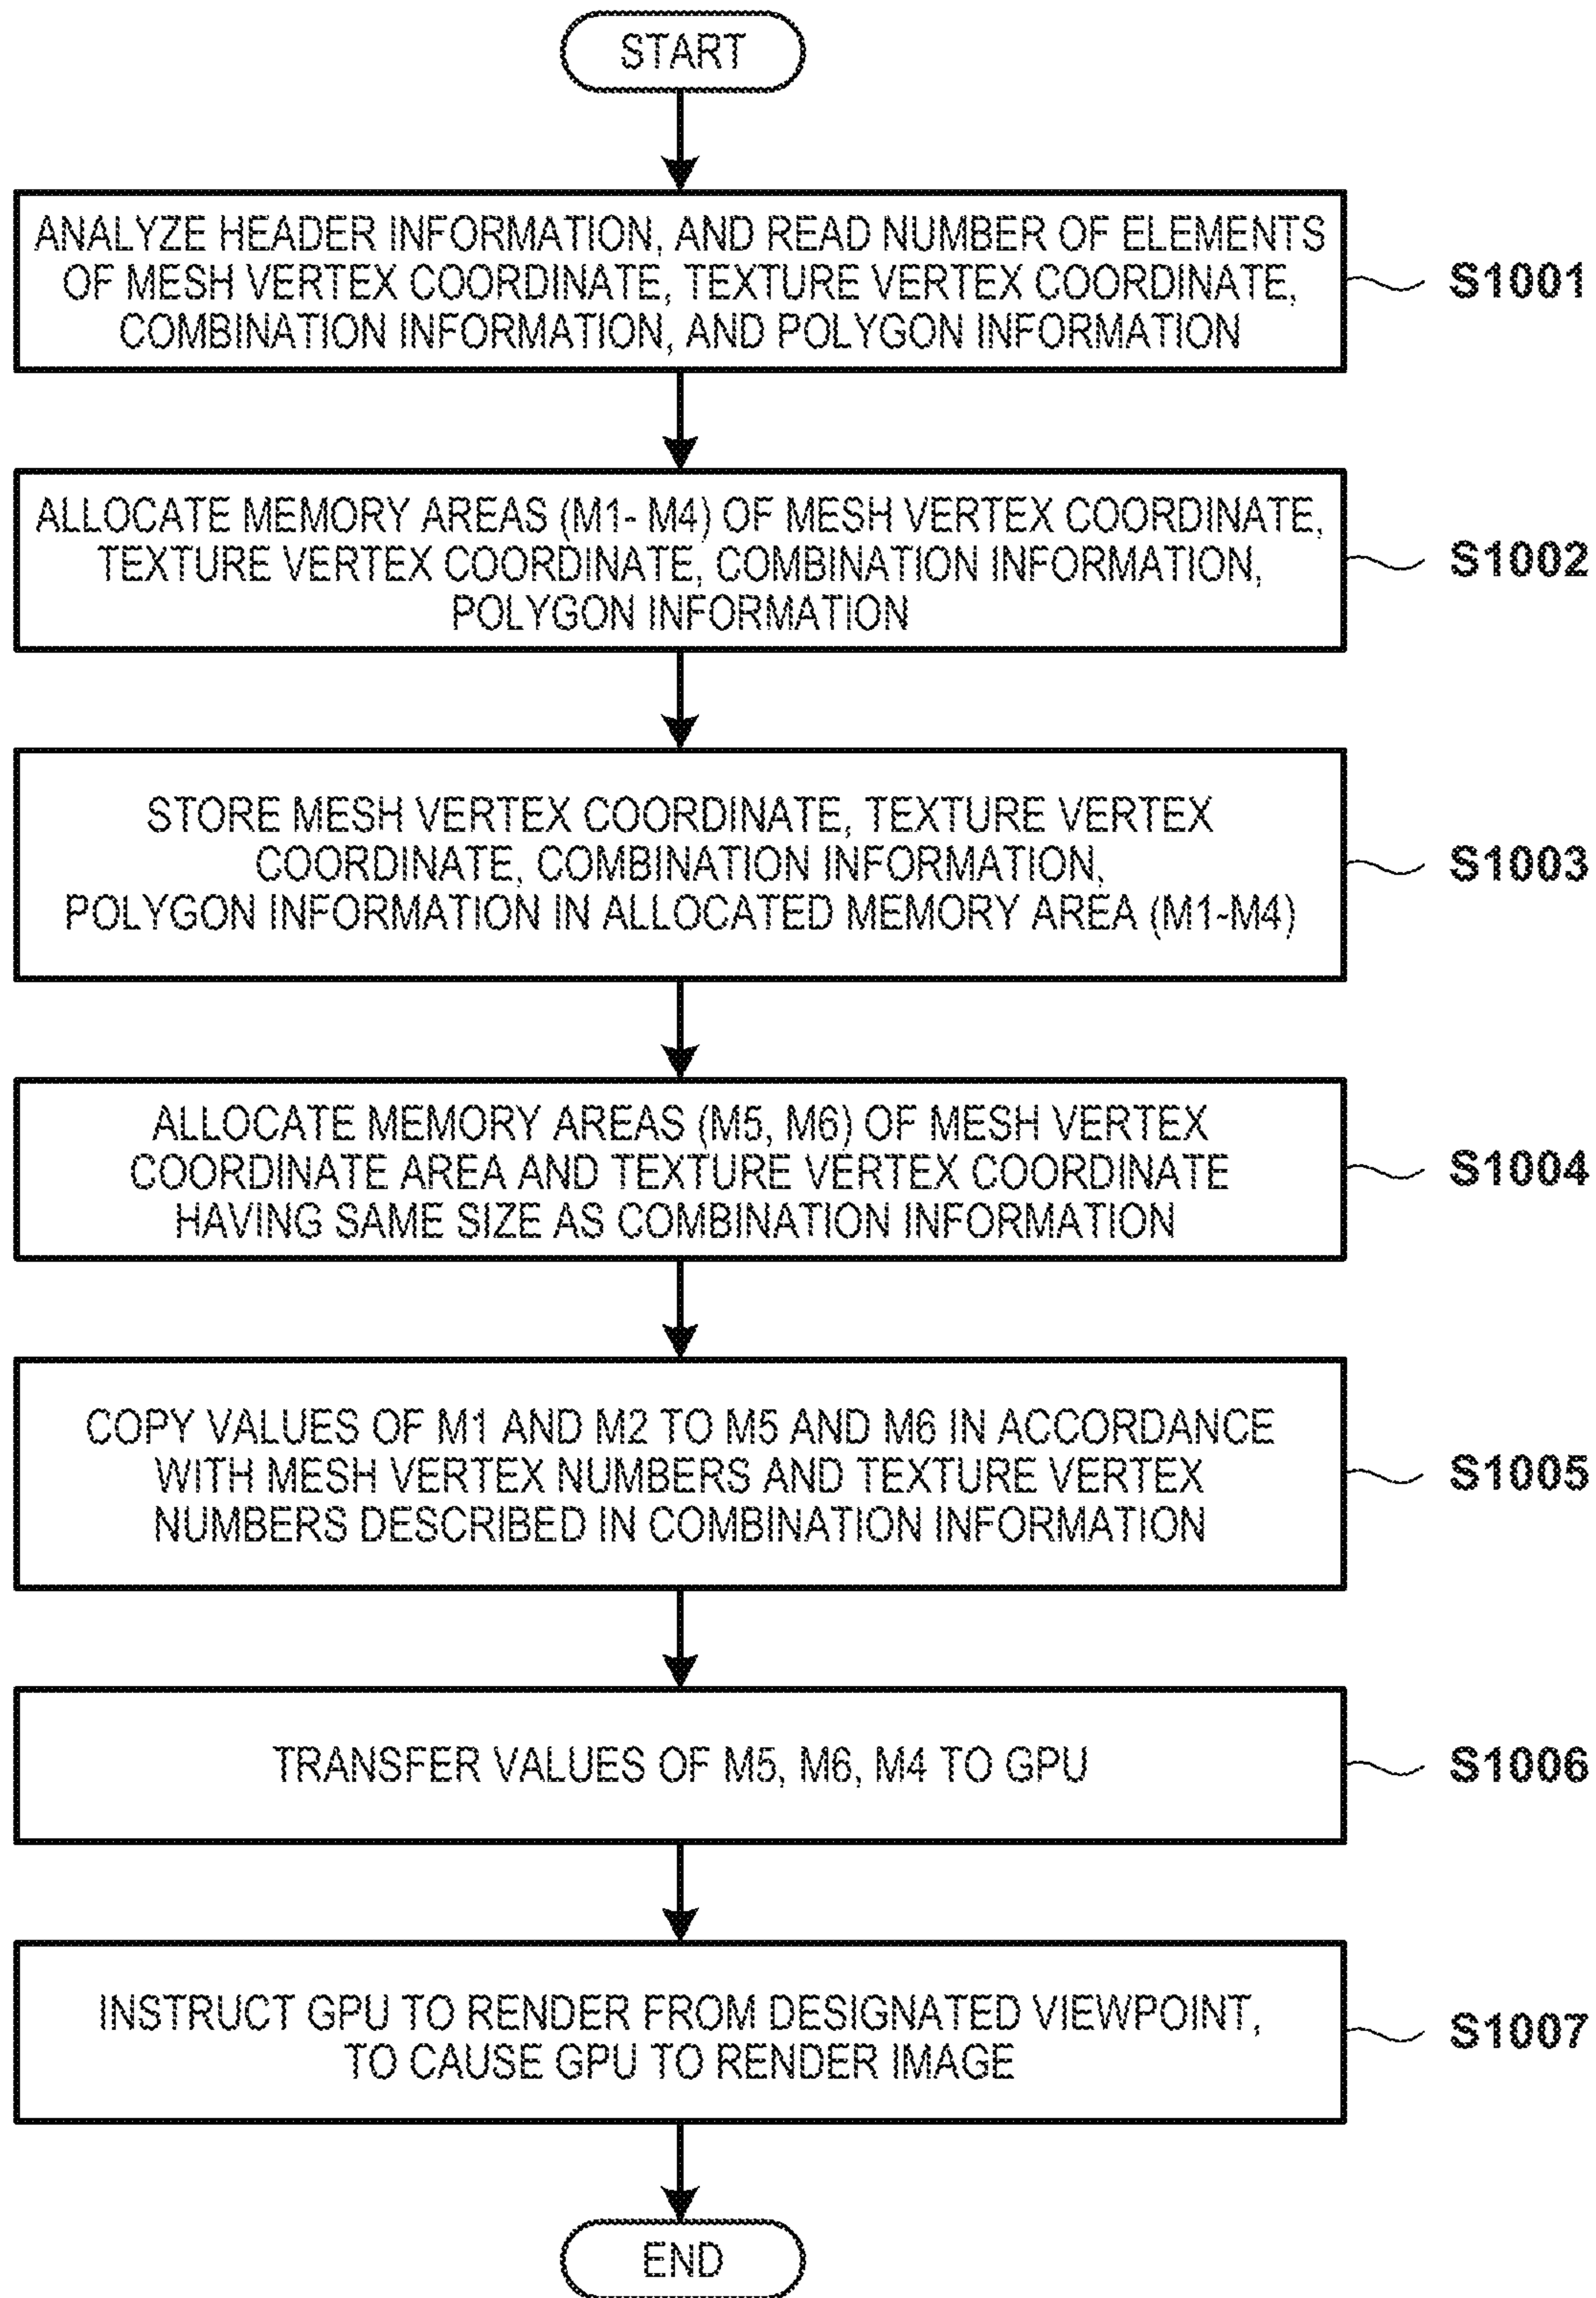 START
ANALYZE HEADER INFORMATION, AND READ NUMBER OF ELEMENTS
OF MESH VERTEX COORDINATE, TEXTURE VERTEX COORDINATE,
COMBINATION INFORMATION, AND POLYGON INFORMATION
S1001
ALLOCATE MEMORY AREAS (M1- M4) OF MESH VERTEX COORDINATE,
TEXTURE VERTEX COORDINATE, COMBINATION INFORMATION,
POLYGON INFORMATION
S1002
STORE MESH VERTEX COORDINATE, TEXTURE VERTEX
COORDINATE, COMBINATION INFORMATION,
POLYGON INFORMATION IN ALLOCATED MEMORY AREA (M1-M4)
S1003
ALLOCATE MEMORY AREAS (M5, M6) OF MESH VERTEX
COORDINATE AREA AND TEXTURE VERTEX COORDINATE
HAVING SAME SIZE AS COMBINATION INFORMATION
S1004
COPY VALUES OF M1 AND M2 TO M5 AND M6 IN ACCORDANCE
WITH MESH VERTEX NUMBERS AND TEXTURE VERTEX
NUMBERS DESCRIBED IN COMBINATION INFORMATION
S1005
TRANSFER VALUES OF M5, M6, M4 TO GPU
S1006
INSTRUCT GPU TO RENDER FROM DESIGNATED VIEWPOINT,
TO CAUSE GPU TO RENDER IMAGE
S1007
END